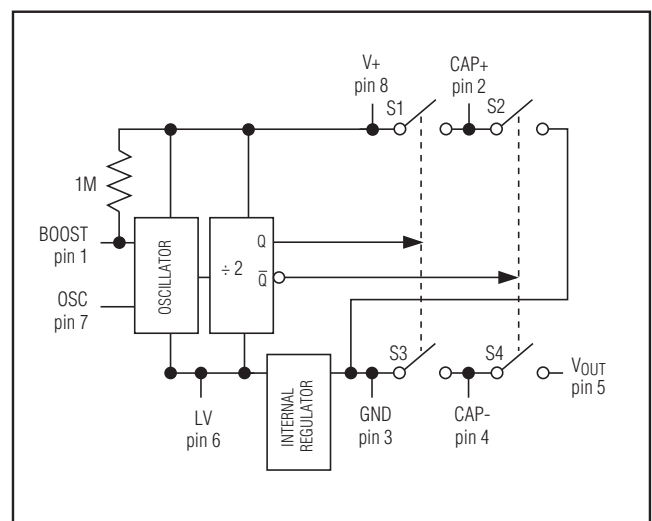 V+
pin 8
CAP+
pin 2
S1
S2
1M
BOOST
pin 1
OSCILLATOR
÷ 2
Q
Q̅
OSC
pin 7
S3
S4
VOUT
pin 5
LV
pin 6
INTERNAL
REGULATOR
GND
pin 3
CAP-
pin 4